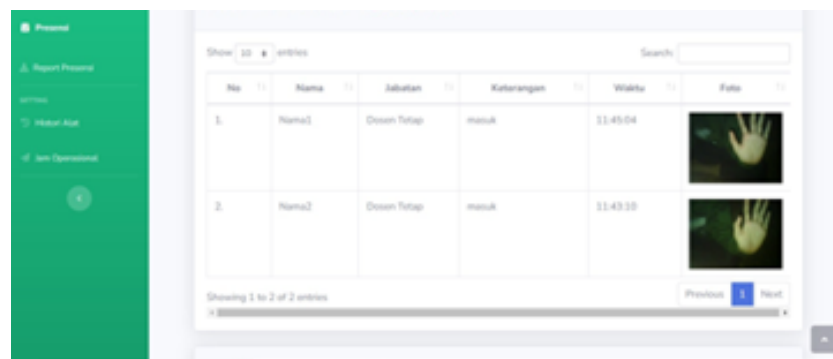 Presensi
Report Presensi
SETTING
Histori Alat
Jam Operasional
Show 10 entries
Search:
No Nama Jabatan Keterangan Waktu Foto
1. Nama1 Dosen Tetap masuk 11:45:04
2. Nama2 Dosen Tetap masuk 11:43:10
Showing 1 to 2 of 2 entries
Previous 1 Next